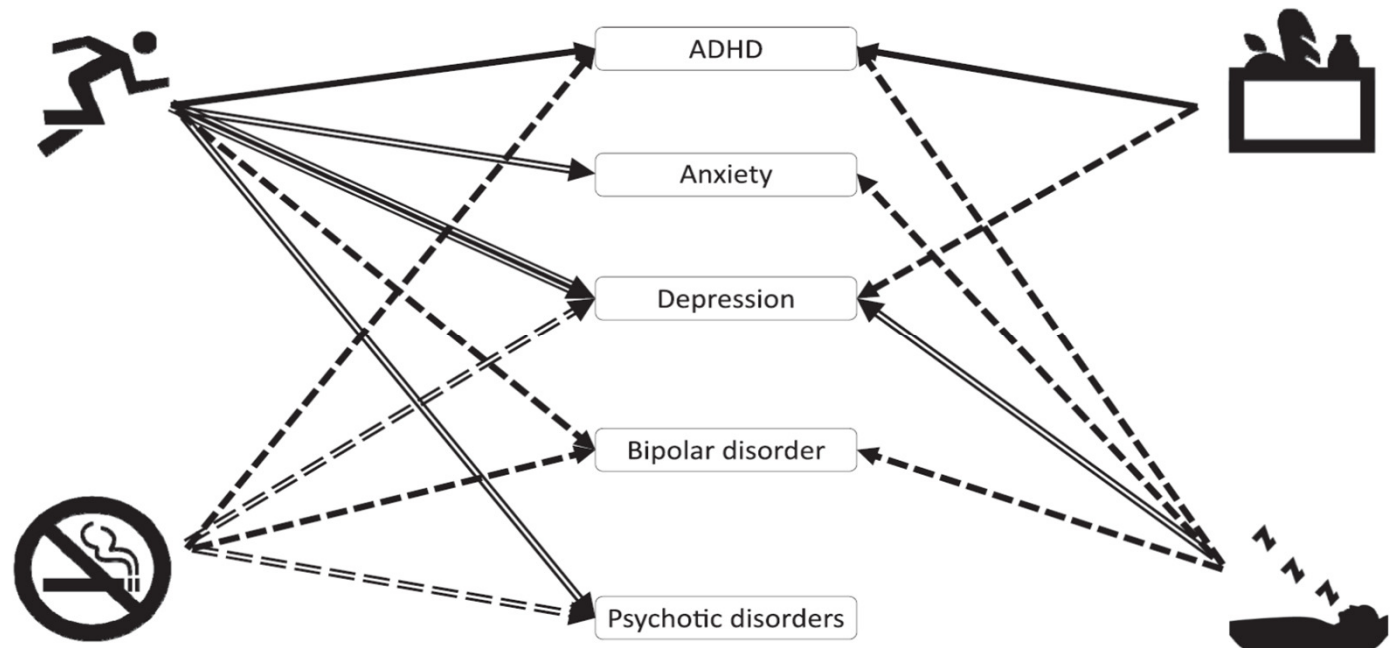 ADHD
Anxiety
Depression
Bipolar disorder
Psychotic disorders
z
z
z